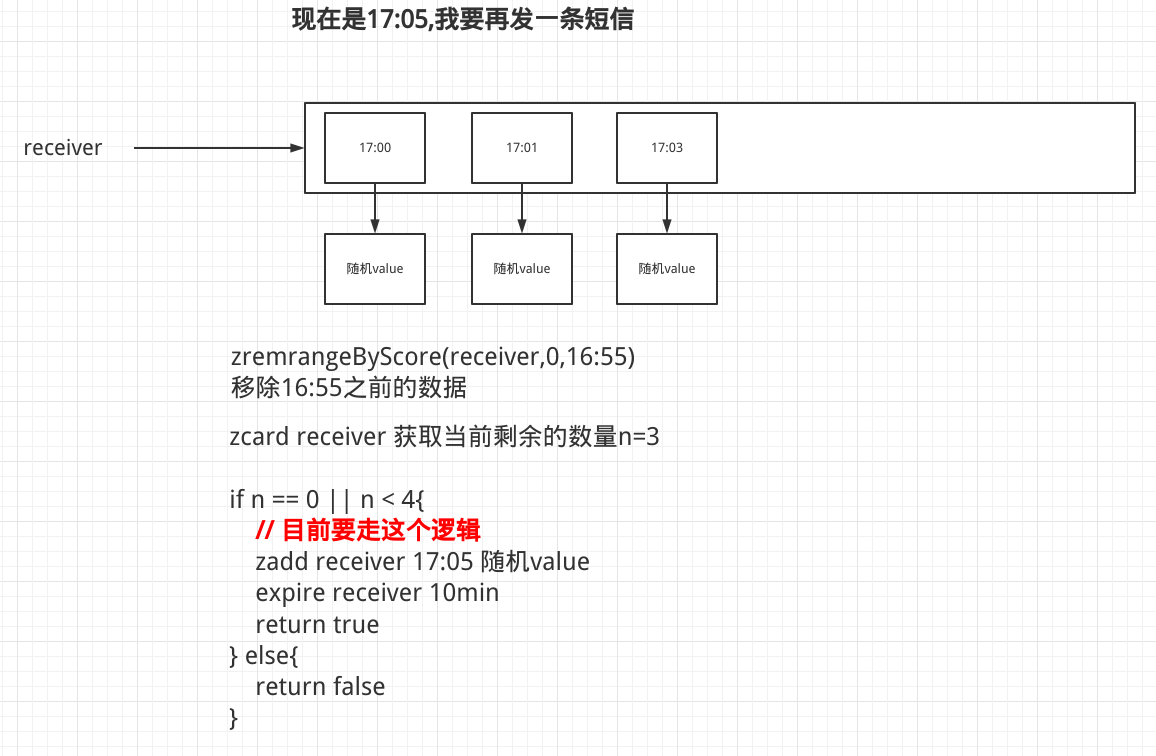 现在是17:05,我要再发一条短信
receiver
17:00
17:01
17:03
随机value
随机value
随机value
zremrangeByScore(receiver,0,16:55)
移除16:55之前的数据
zcard receiver 获取当前剩余的数量n=3
if n == 0 || n < 4{
// 目前要走这个逻辑
zadd receiver 17:05 随机value
expire receiver 10min
return true
} else{
return false
}